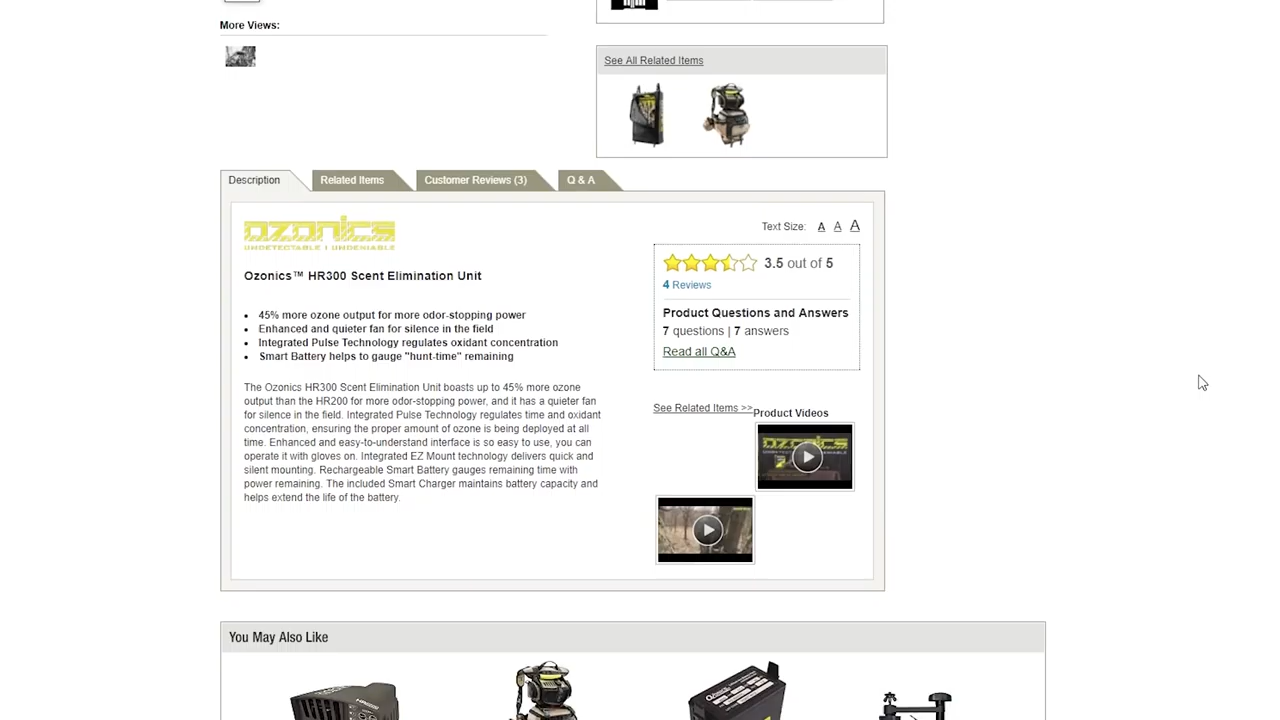 More Views:
See All Related Items
Description
Related Items
Customer Reviews (3)
Q & A
ozonics
UNDETECTABLE | UNDENIABLE
Text Size: A A A
Ozonics™ HR300 Scent Elimination Unit
3.5 out of 5
4 Reviews
Product Questions and Answers
7 questions | 7 answers
Read all Q&A
• 45% more ozone output for more odor-stopping power
• Enhanced and quieter fan for silence in the field
• Integrated Pulse Technology regulates oxidant concentration
• Smart Battery helps to gauge "hunt-time" remaining
The Ozonics HR300 Scent Elimination Unit boasts up to 45% more ozone
output than the HR200 for more odor-stopping power, and it has a quieter fan
for silence in the field. Integrated Pulse Technology regulates time and oxidant
concentration, ensuring the proper amount of ozone is being deployed at all
time. Enhanced and easy-to-understand interface is so easy to use, you can
operate it with gloves on. Integrated EZ Mount technology delivers quick and
silent mounting. Rechargeable Smart Battery gauges remaining time with
power remaining. The included Smart Charger maintains battery capacity and
helps extend the life of the battery.
See Related Items >>
Product Videos
ozonics
You May Also Like